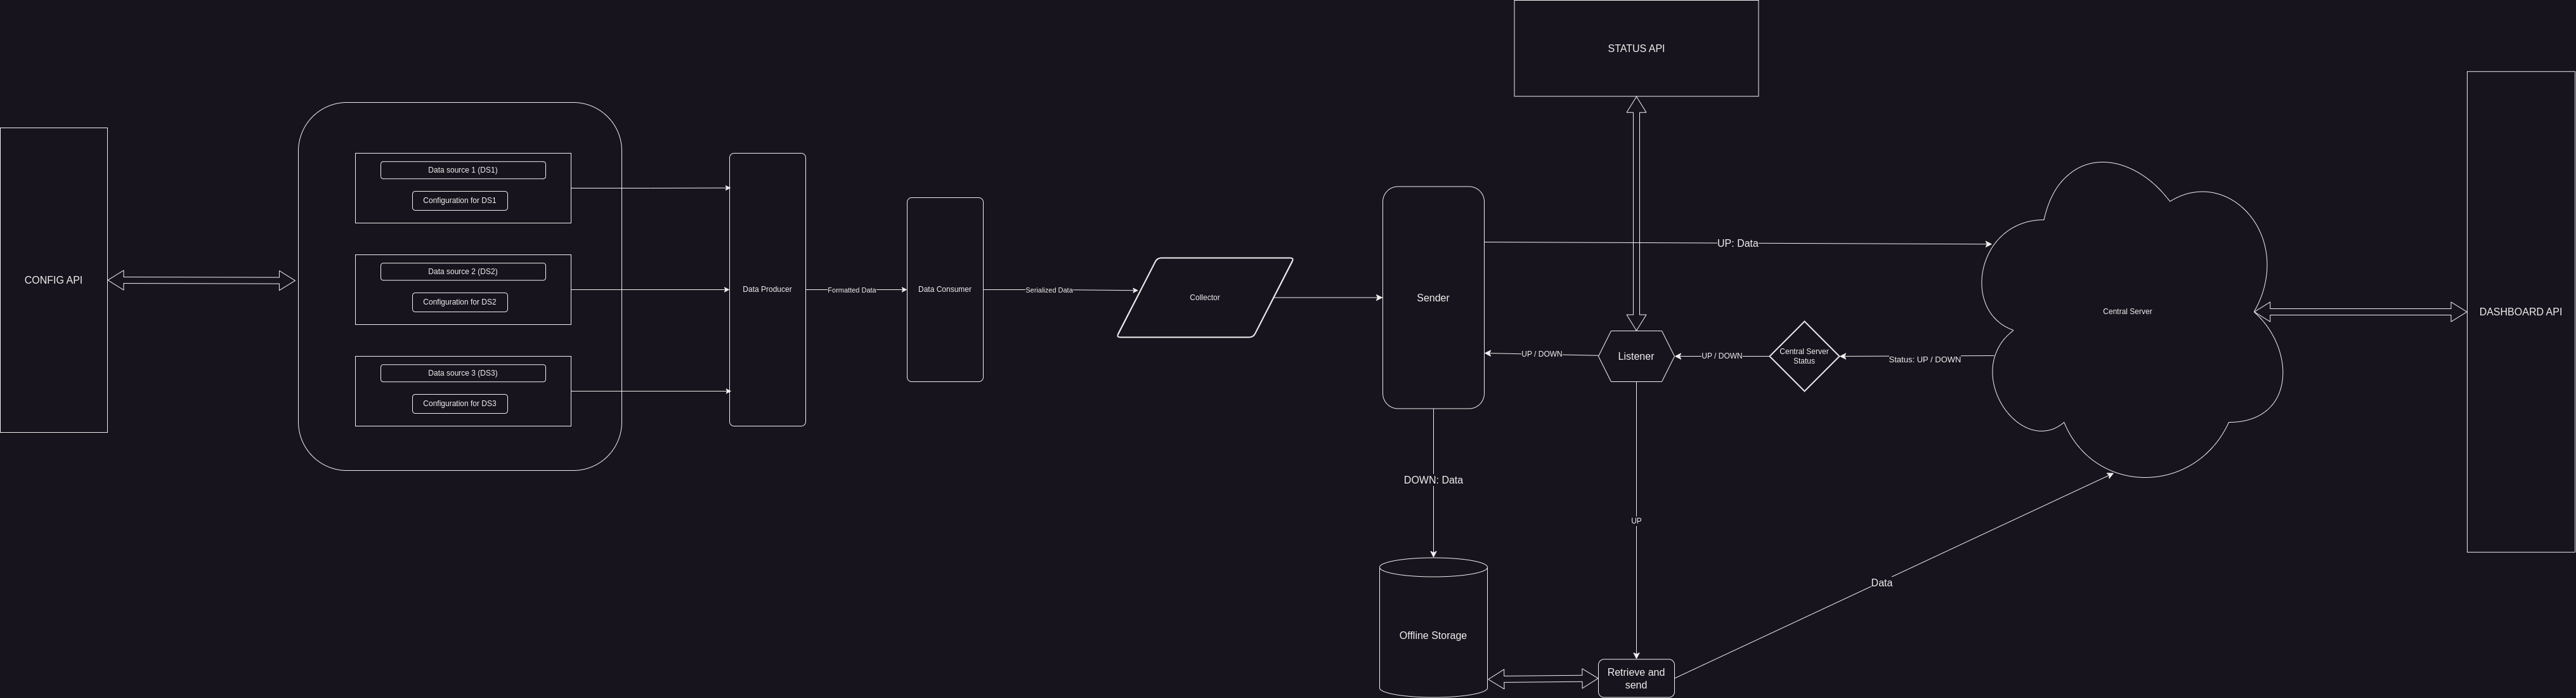 STATUS API
CONFIG API
Data source 1 (DS1)
Configuration for DS1
Data source 2 (DS2)
Configuration for DS2
Data source 3 (DS3)
Configuration for DS3
Data Producer
Formatted Data
Data Consumer
Serialized Data
Collector
Sender
UP: Data
UP / DOWN
Listener
UP / DOWN
Central Server
Status
Status: UP / DOWN
Central Server
DASHBOARD API
DOWN: Data
UP
Data
Offline Storage
Retrieve and
send